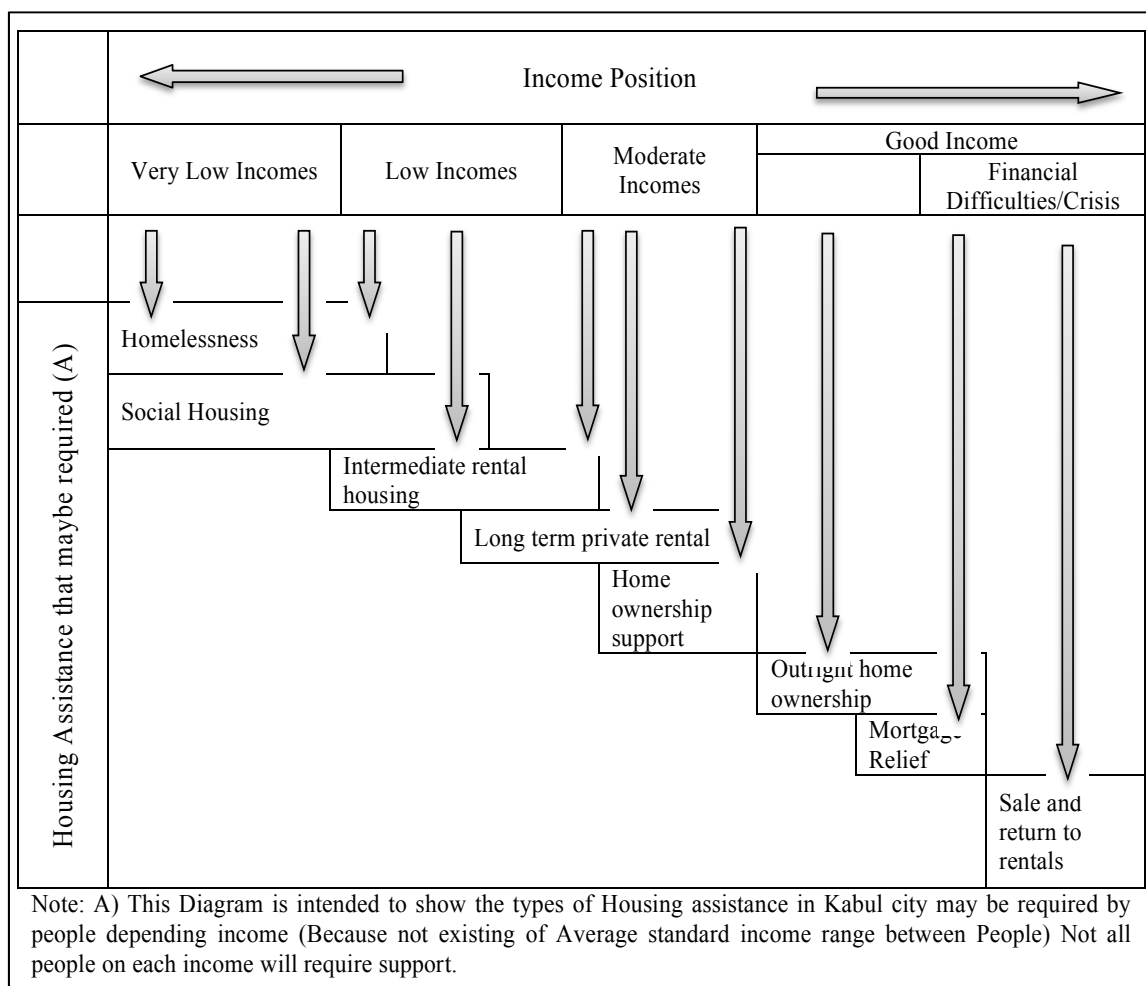 Income Position
Very Low Incomes
Low Incomes
Moderate
Incomes
Good Income
Financial
Difficulties/Crisis
Housing Assistance that maybe required (A)
Homelessness
Social Housing
Intermediate rental
housing
Long term private rental
Home
ownership
support
Outright home
ownership
Mortgage
Relief
Sale and
return to
rentals
Note: A) This Diagram is intended to show the types of Housing assistance in Kabul city may be required by
people depending income (Because not existing of Average standard income range between People) Not all
people on each income will require support.